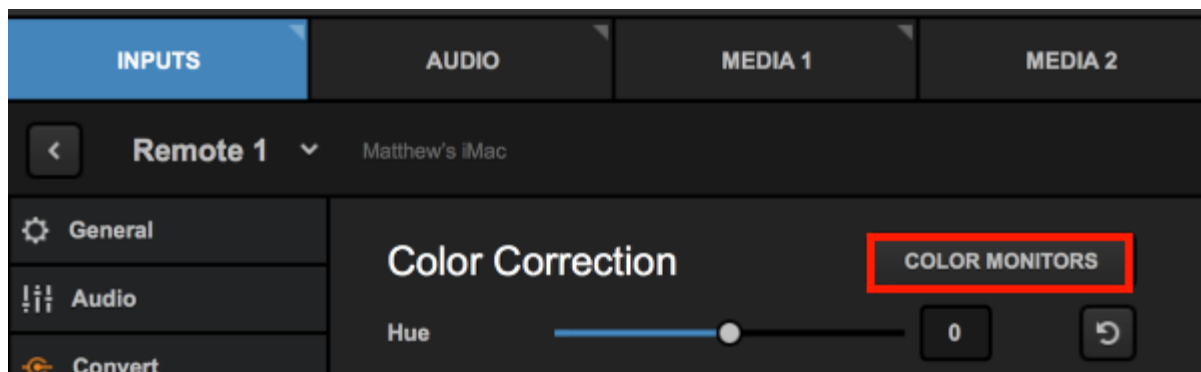 INPUTS AUDIO MEDIA 1 MEDIA 2
Remote 1 Matthew's iMac
General
Color Correction COLOR MONITORS
Audio
Hue 0
Convert